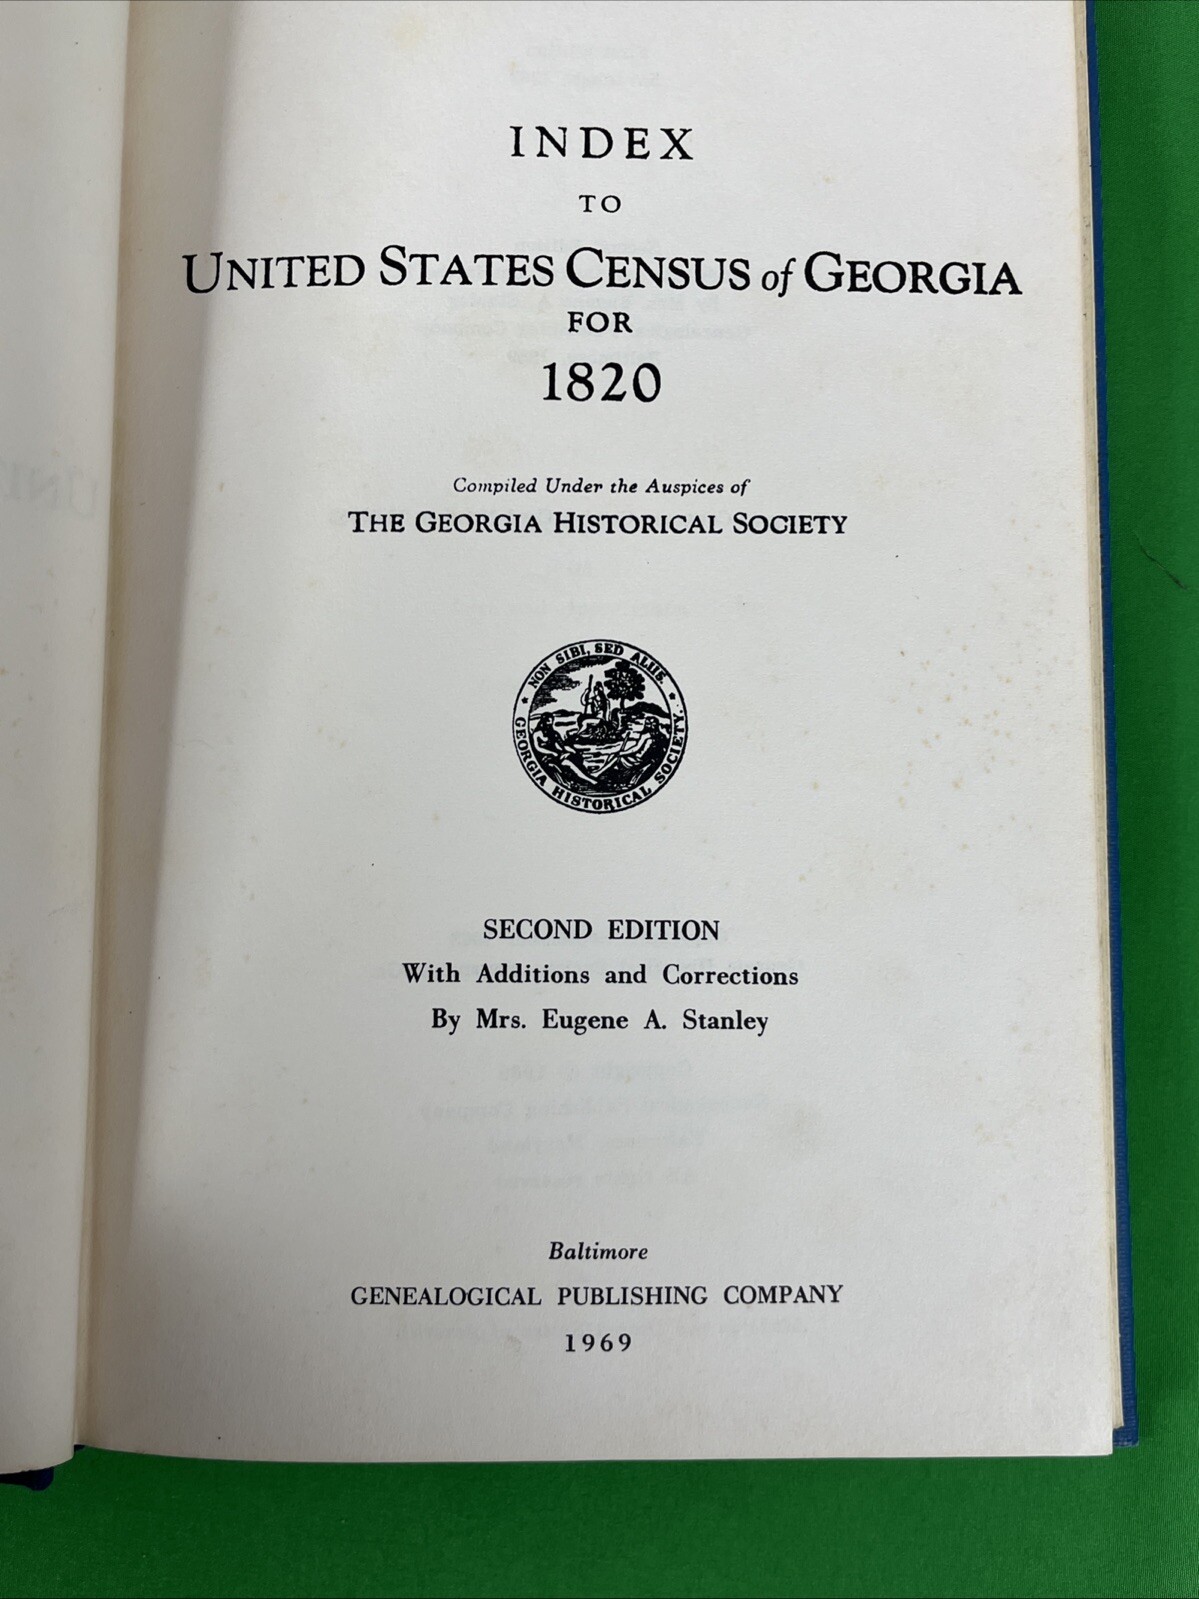 INDEX
TO
UNITED STATES CENSUS of GEORGIA
FOR
1820
Compiled Under the Auspices of
THE GEORGIA HISTORICAL SOCIETY
NON SIBI, SED ALIIS.
GEORGIA HISTORICAL SOCIETY.
SECOND EDITION
With Additions and Corrections
By Mrs. Eugene A. Stanley
Baltimore
GENEALOGICAL PUBLISHING COMPANY
1969